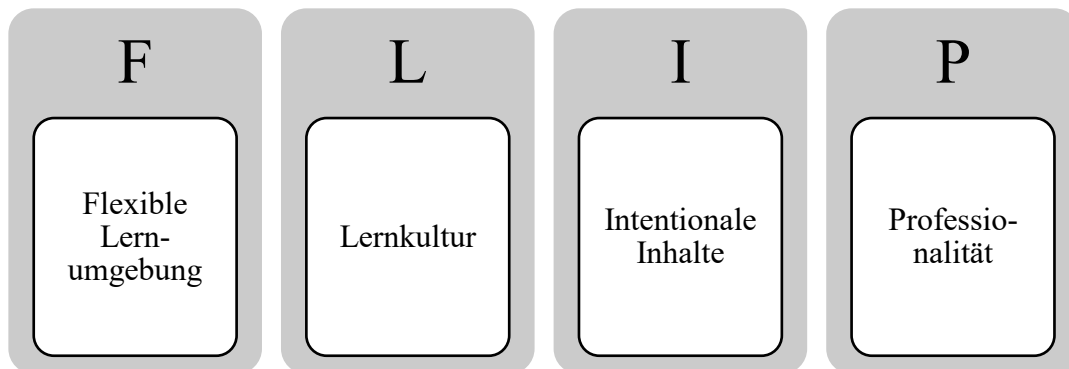 F
Flexible
Lern-
umgebung
L
Lernkultur
I
Intentionale
Inhalte
P
Professio-
nalität